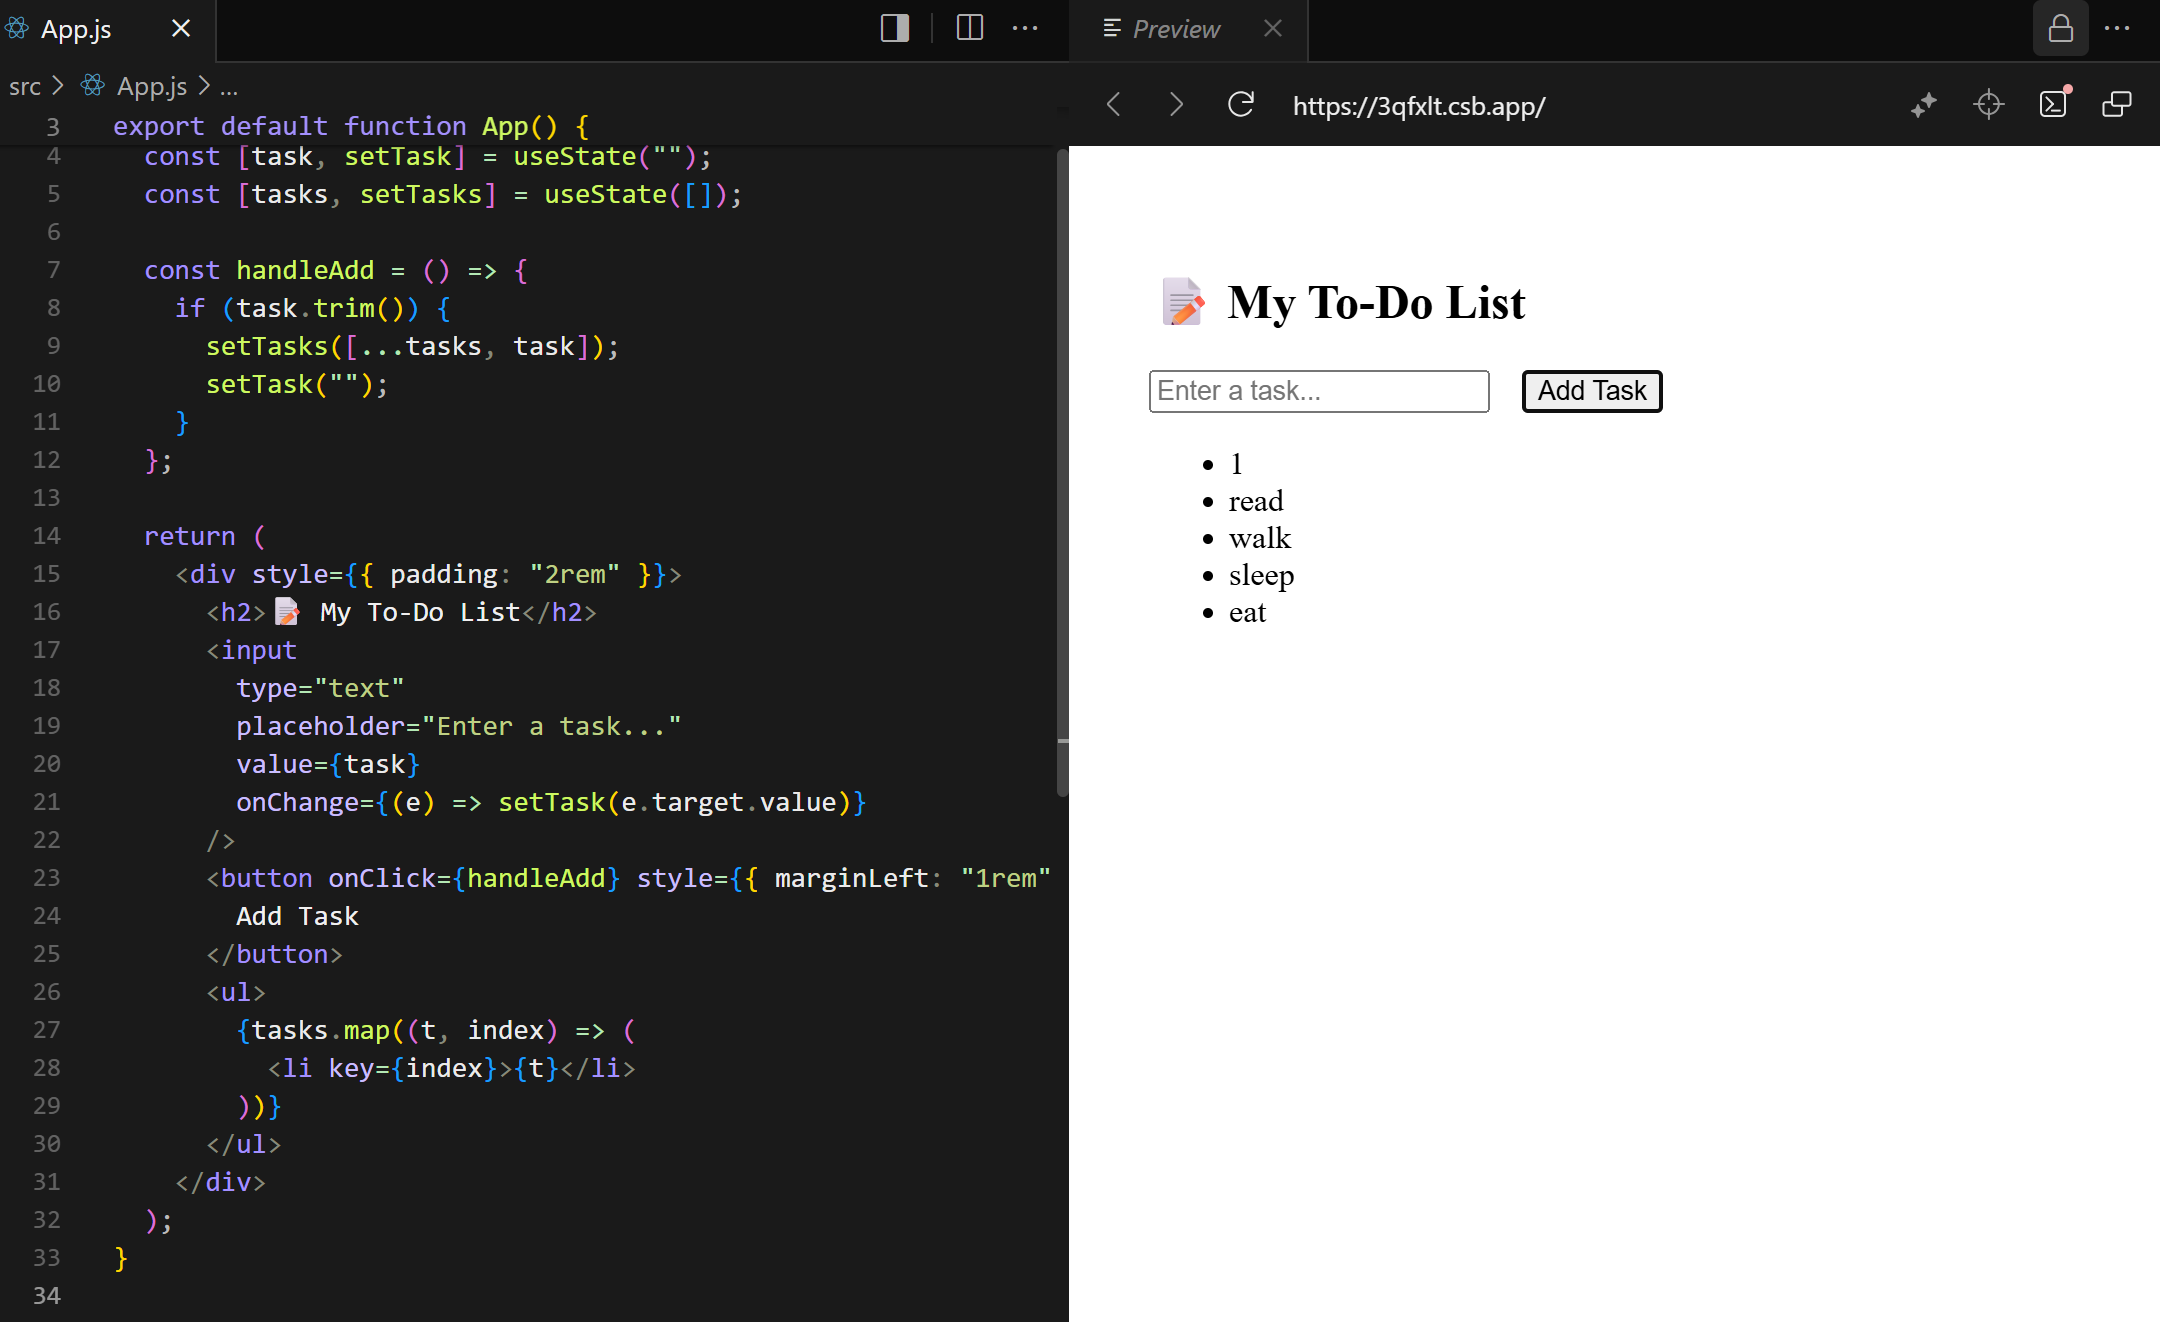 App.js
src > App.js > ...
3 export default function App() {
4 const [task, setTask] = useState("");
5 const [tasks, setTasks] = useState([]);
6
7 const handleAdd = () => {
8 if (task.trim()) {
9 setTasks([...tasks, task]);
10 setTask("");
11 }
12 };
13
14 return (
15 <div style={{ padding: "2rem" }}>
16 <h2>📝 My To-Do List</h2>
17 <input
18 type="text"
19 placeholder="Enter a task..."
20 value={task}
21 onChange={(e) => setTask(e.target.value)}
22 />
23 <button onClick={handleAdd} style={{ marginLeft: "1rem"
24 Add Task
25 </button>
26 <ul>
27 {tasks.map((t, index) => (
28 <li key={index}>{t}</li>
29 ))}
30 </ul>
31 </div>
32 );
33 }
34
Preview
https://3qfxlt.csb.app/
📝 My To-Do List
Enter a task... Add Task
• 1
• read
• walk
• sleep
• eat